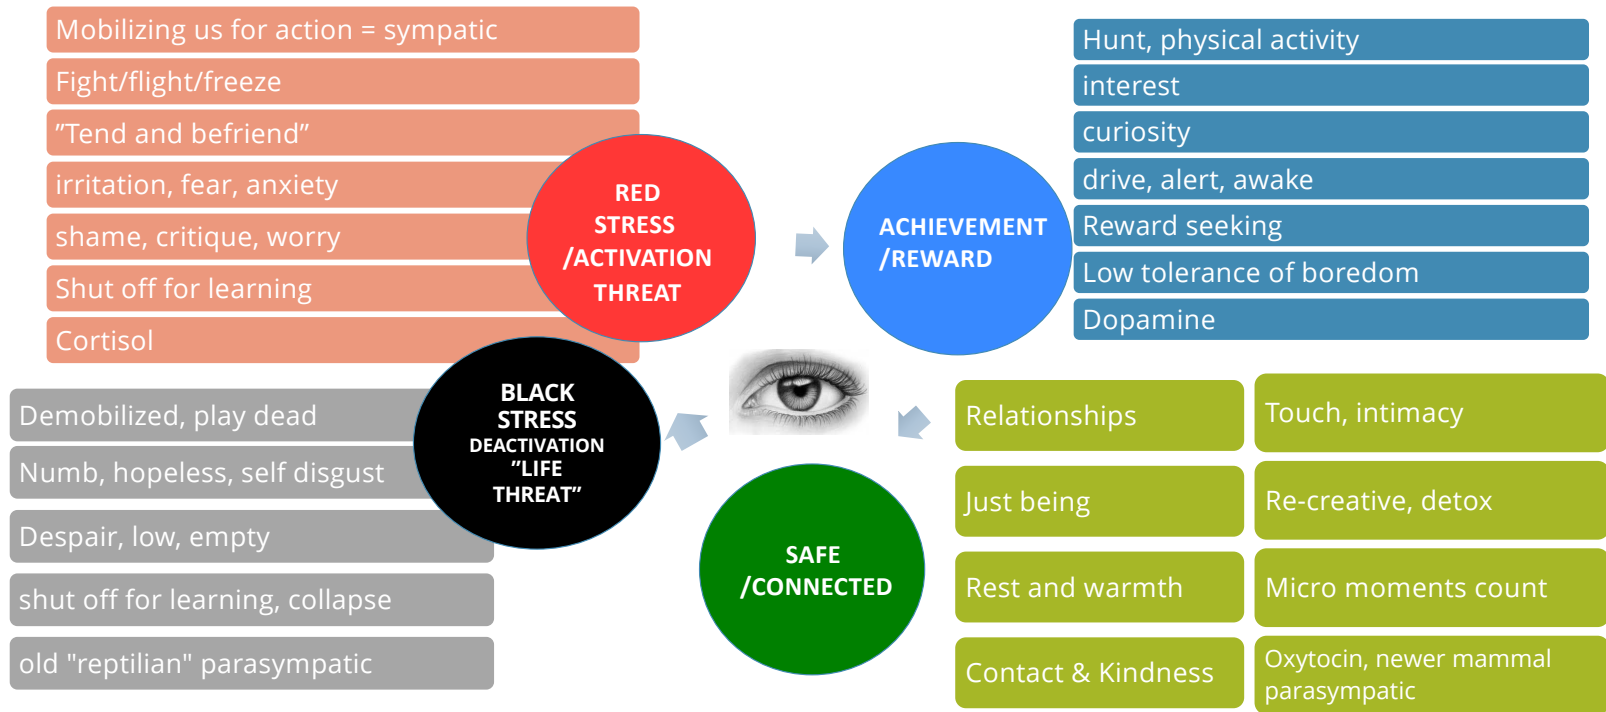 Mobilizing us for action = sympatic
Fight/flight/freeze
”Tend and befriend”
irritation, fear, anxiety
shame, critique, worry
Shut off for learning
Cortisol
RED
STRESS
/ACTIVATION
THREAT
ACHIEVEMENT
/REWARD
Hunt, physical activity
interest
curiosity
drive, alert, awake
Reward seeking
Low tolerance of boredom
Dopamine
Demobilized, play dead
Numb, hopeless, self disgust
Despair, low, empty
shut off for learning, collapse
old "reptilian" parasympatic
BLACK
STRESS
DEACTIVATION
”LIFE
THREAT”
SAFE
/CONNECTED
Relationships
Touch, intimacy
Just being
Re-creative, detox
Rest and warmth
Micro moments count
Contact & Kindness
Oxytocin, newer mammal
parasympatic